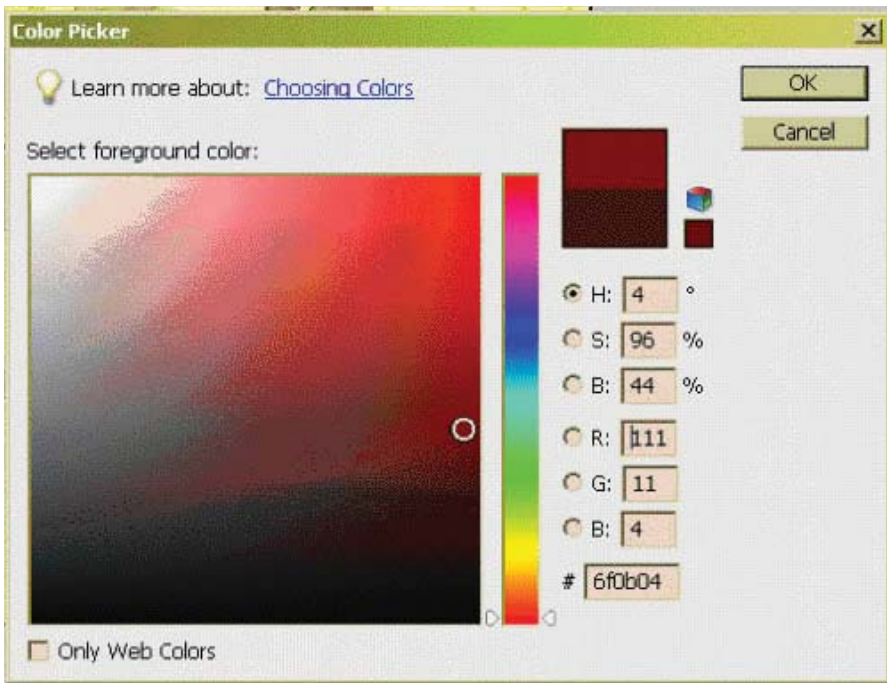 Color Picker
Learn more about: Choosing Colors
OK
Cancel
Select foreground color:
H: 4 °
S: 96 %
B: 44 %
R: 111
G: 11
B: 4
# 6f0b04
Only Web Colors